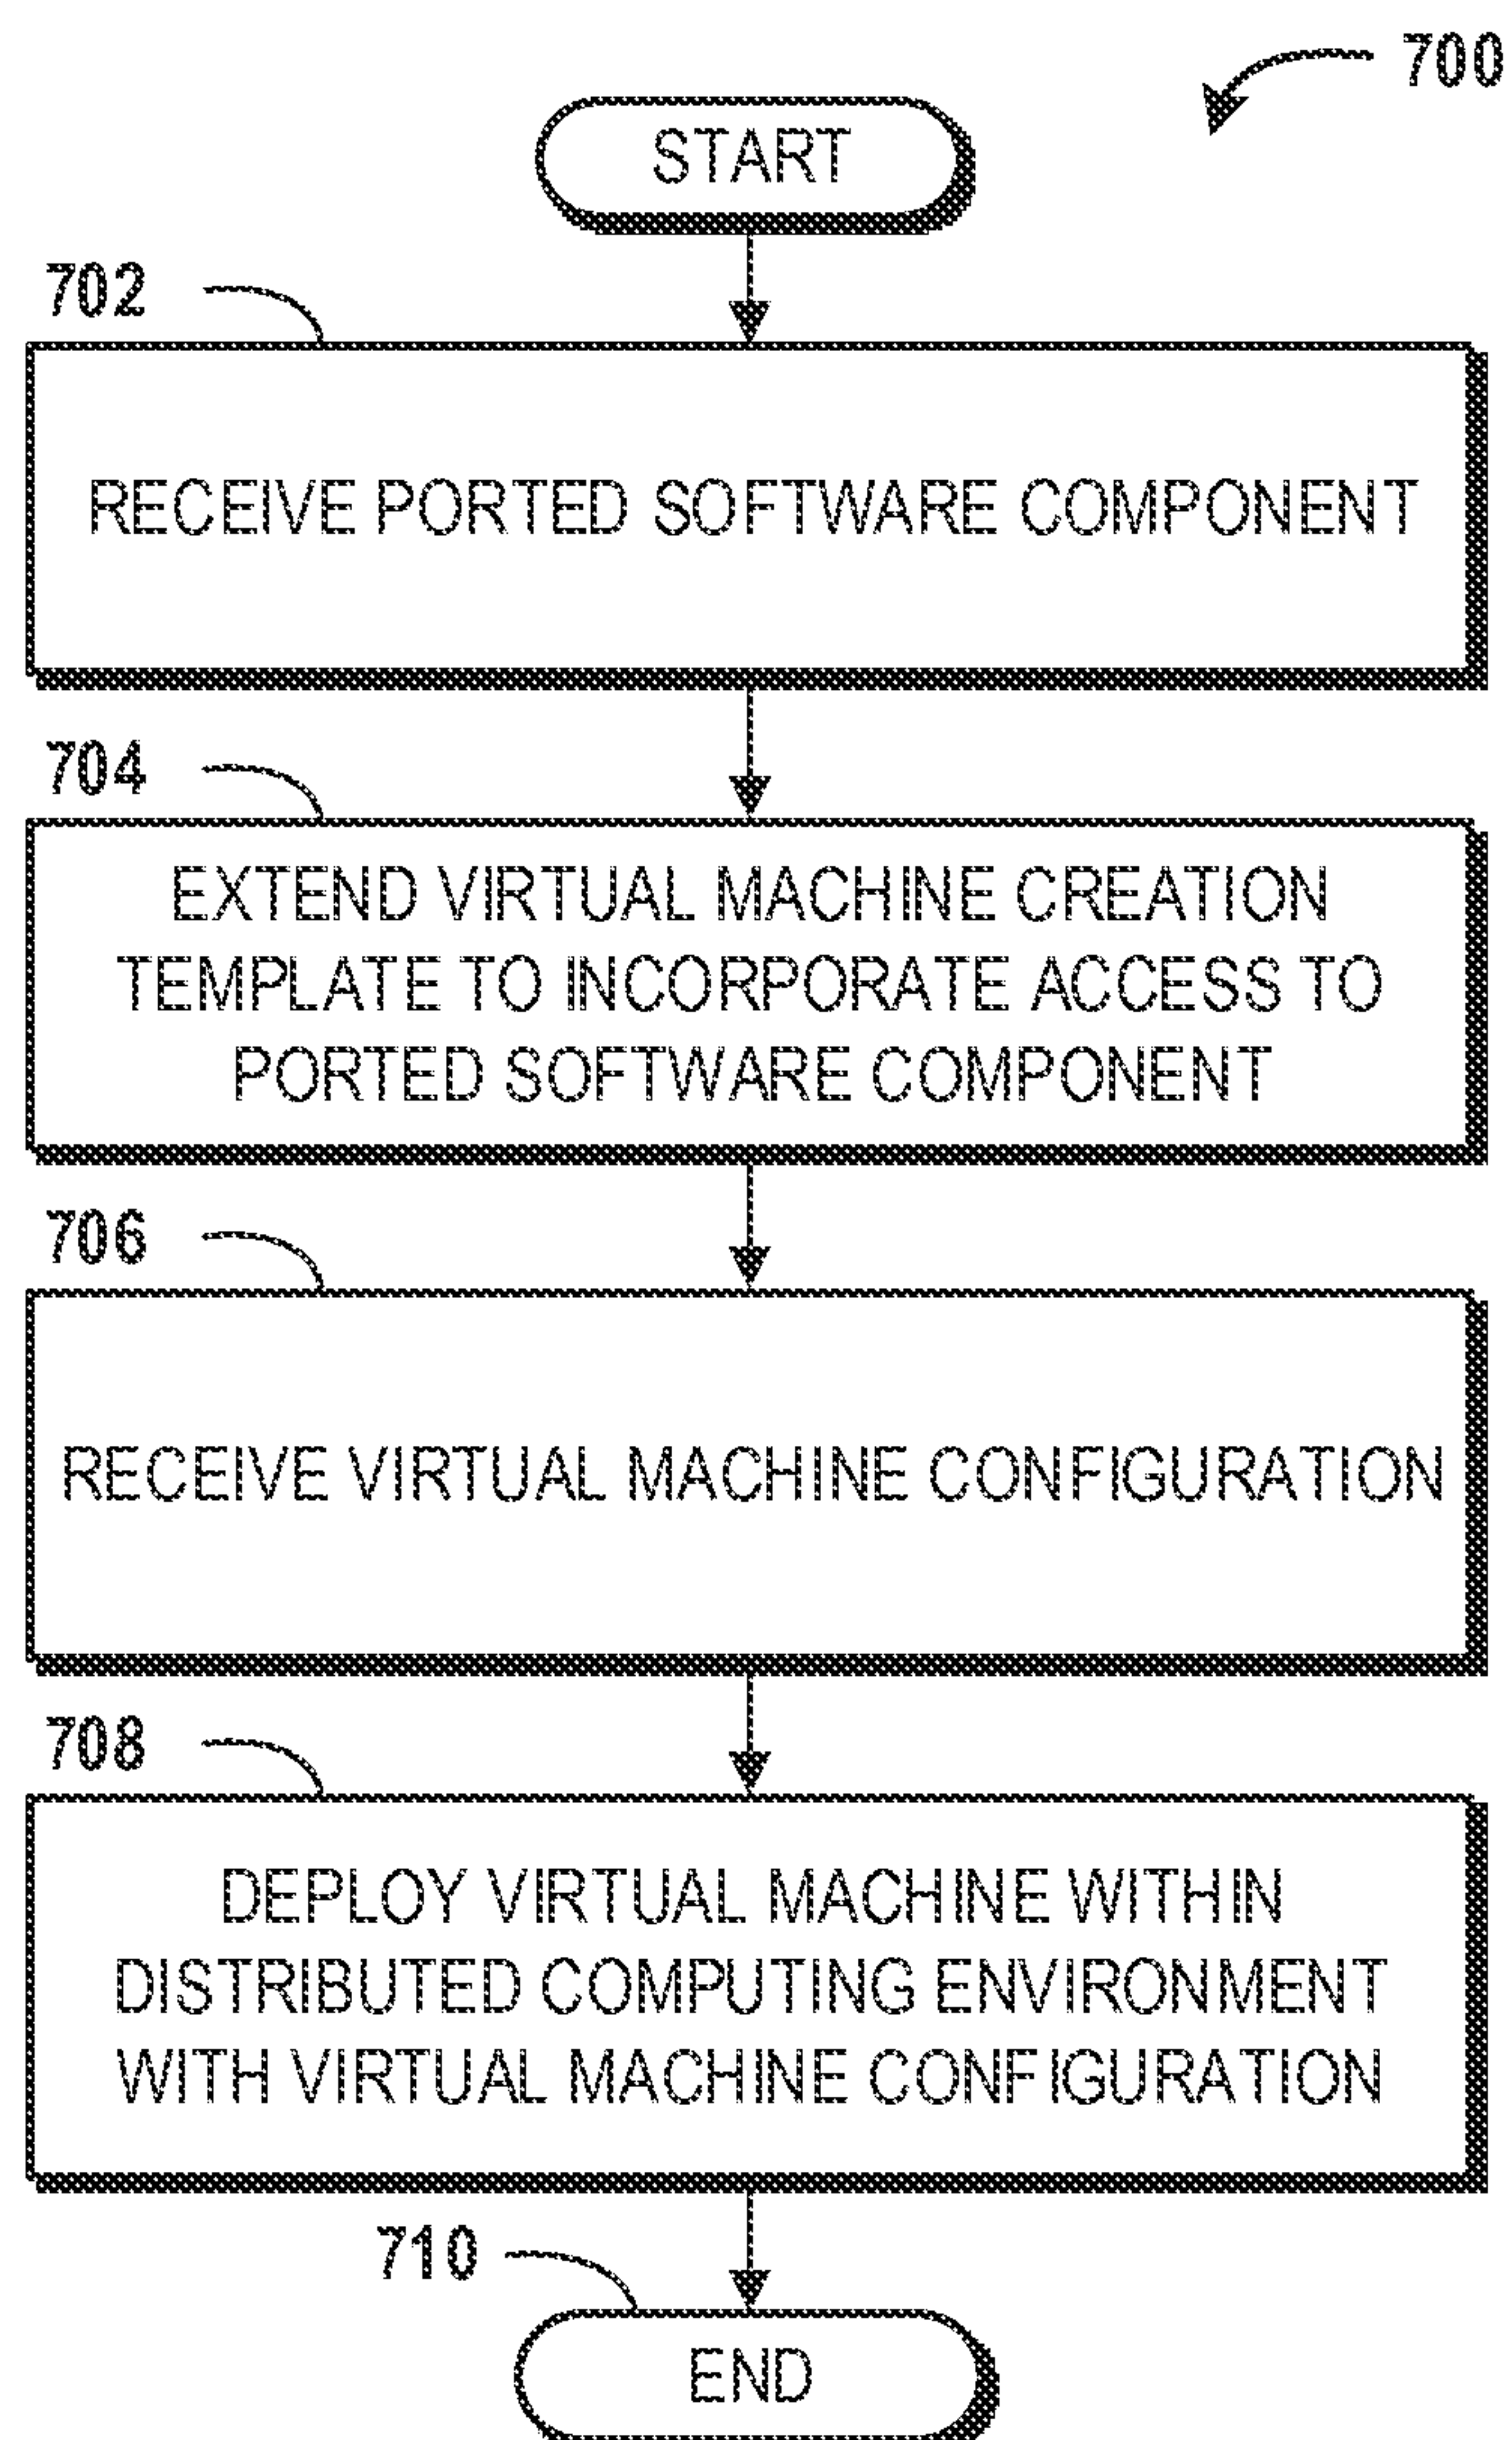 700
START
702
RECEIVE PORTED SOFTWARE COMPONENT
704
EXTEND VIRTUAL MACHINE CREATION
TEMPLATE TO INCORPORATE ACCESS TO
PORTED SOFTWARE COMPONENT
706
RECEIVE VIRTUAL MACHINE CONFIGURATION
708
DEPLOY VIRTUAL MACHINE WITHIN
DISTRIBUTED COMPUTING ENVIRONMENT
WITH VIRTUAL MACHINE CONFIGURATION
710
END